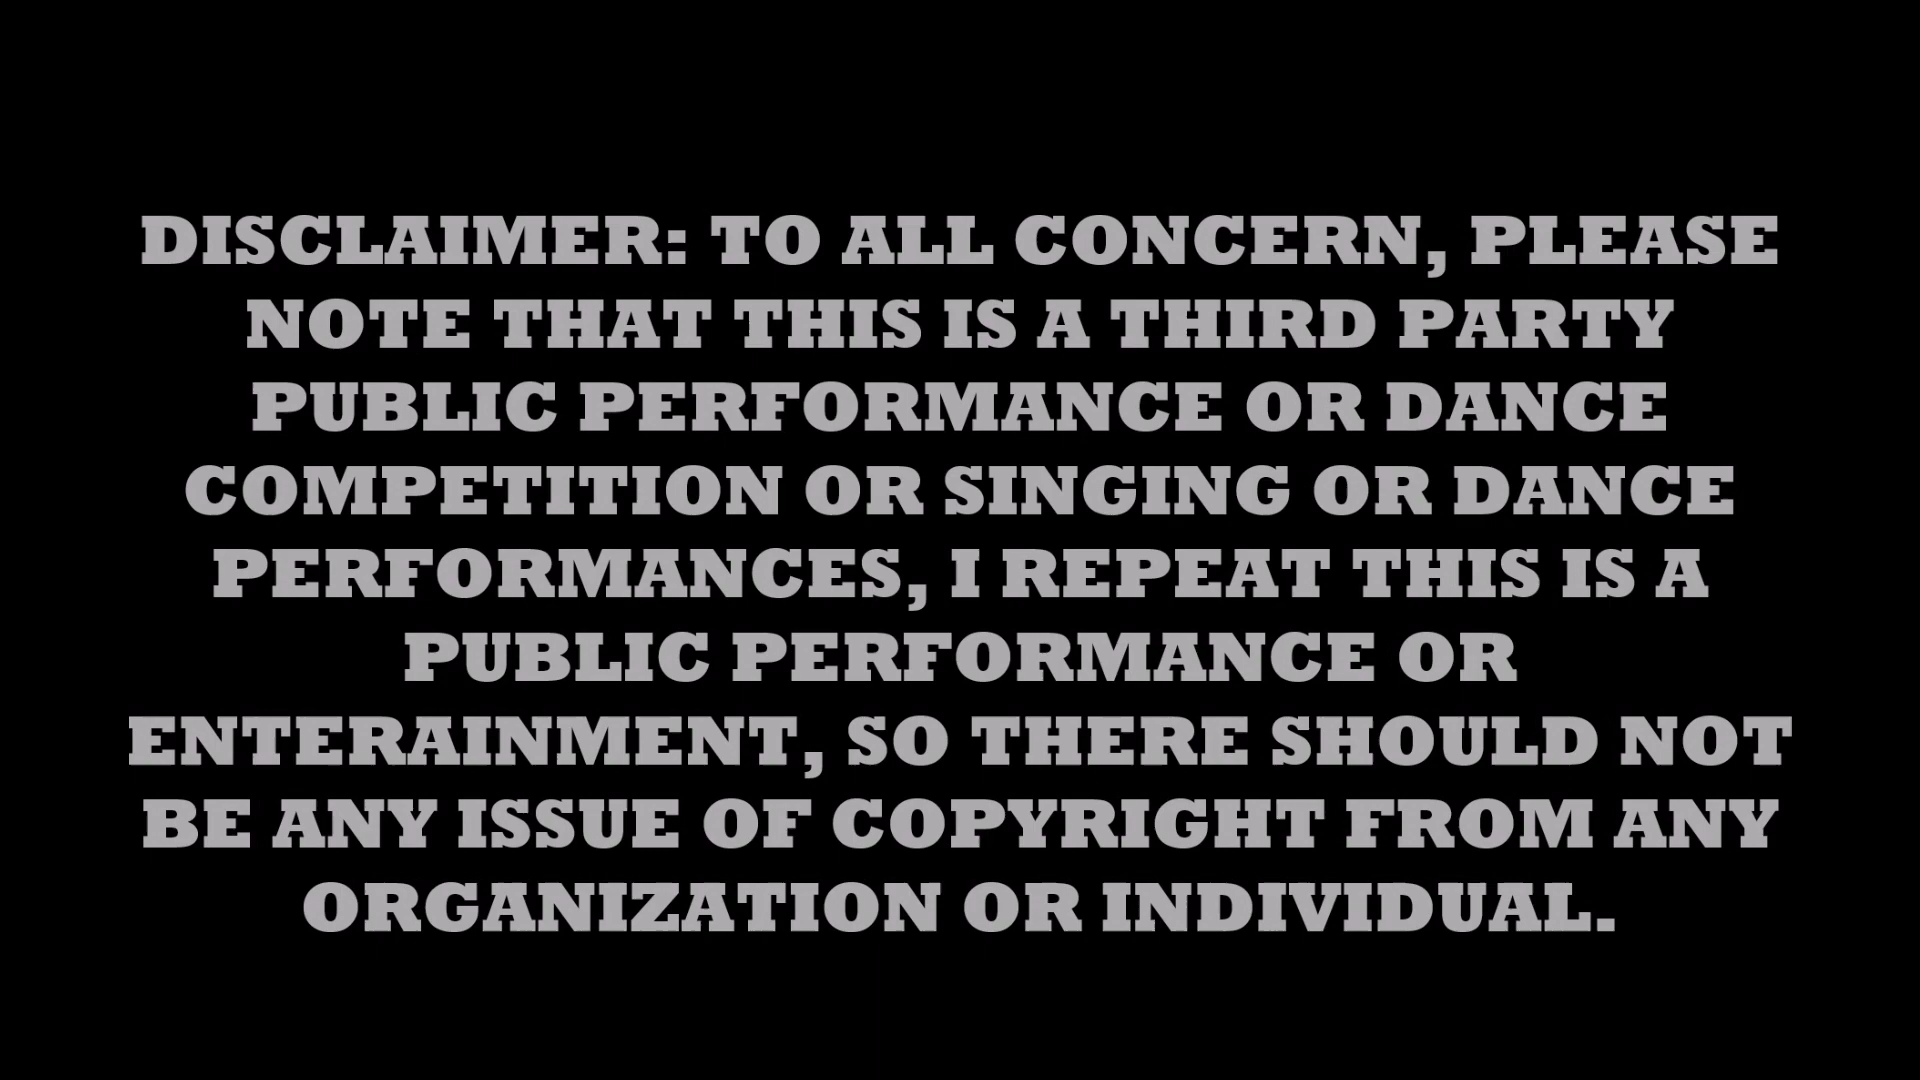 DISCLAIMER: TO ALL CONCERN, PLEASE
NOTE THAT THIS IS A THIRD PARTY
PUBLIC PERFORMANCE OR DANCE
COMPETITION OR SINGING OR DANCE
PERFORMANCES, I REPEAT THIS IS A
PUBLIC PERFORMANCE OR
ENTERAINMENT, SO THERE SHOULD NOT
BE ANY ISSUE OF COPYRIGHT FROM ANY
ORGANIZATION OR INDIVIDUAL.